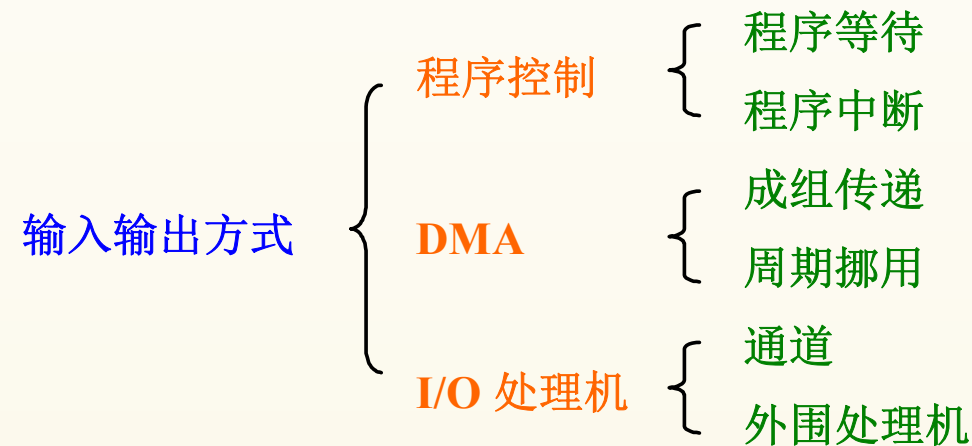 输入输出方式
程序控制
程序等待
程序中断
DMA
成组传递
周期挪用
I/O 处理机
通道
外围处理机